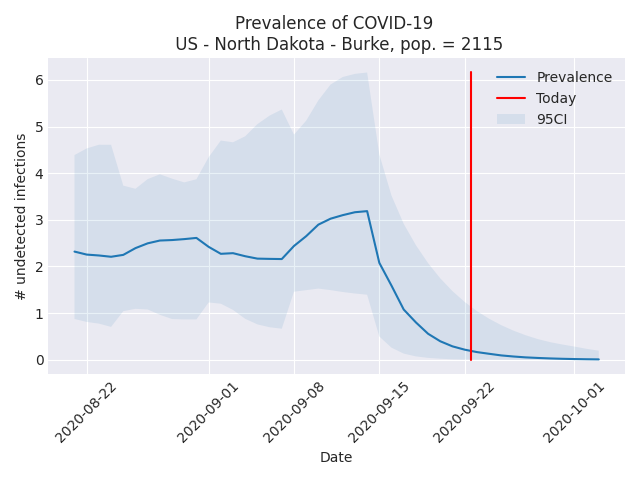 Prevalence of COVID-19
US - North Dakota - Burke, pop. = 2115
# undetected infections
6
5
4
3
2
1
0
Prevalence
Today
95CI
2020-08-22
2020-09-01
2020-09-08
2020-09-15
2020-09-22
2020-10-01
Date